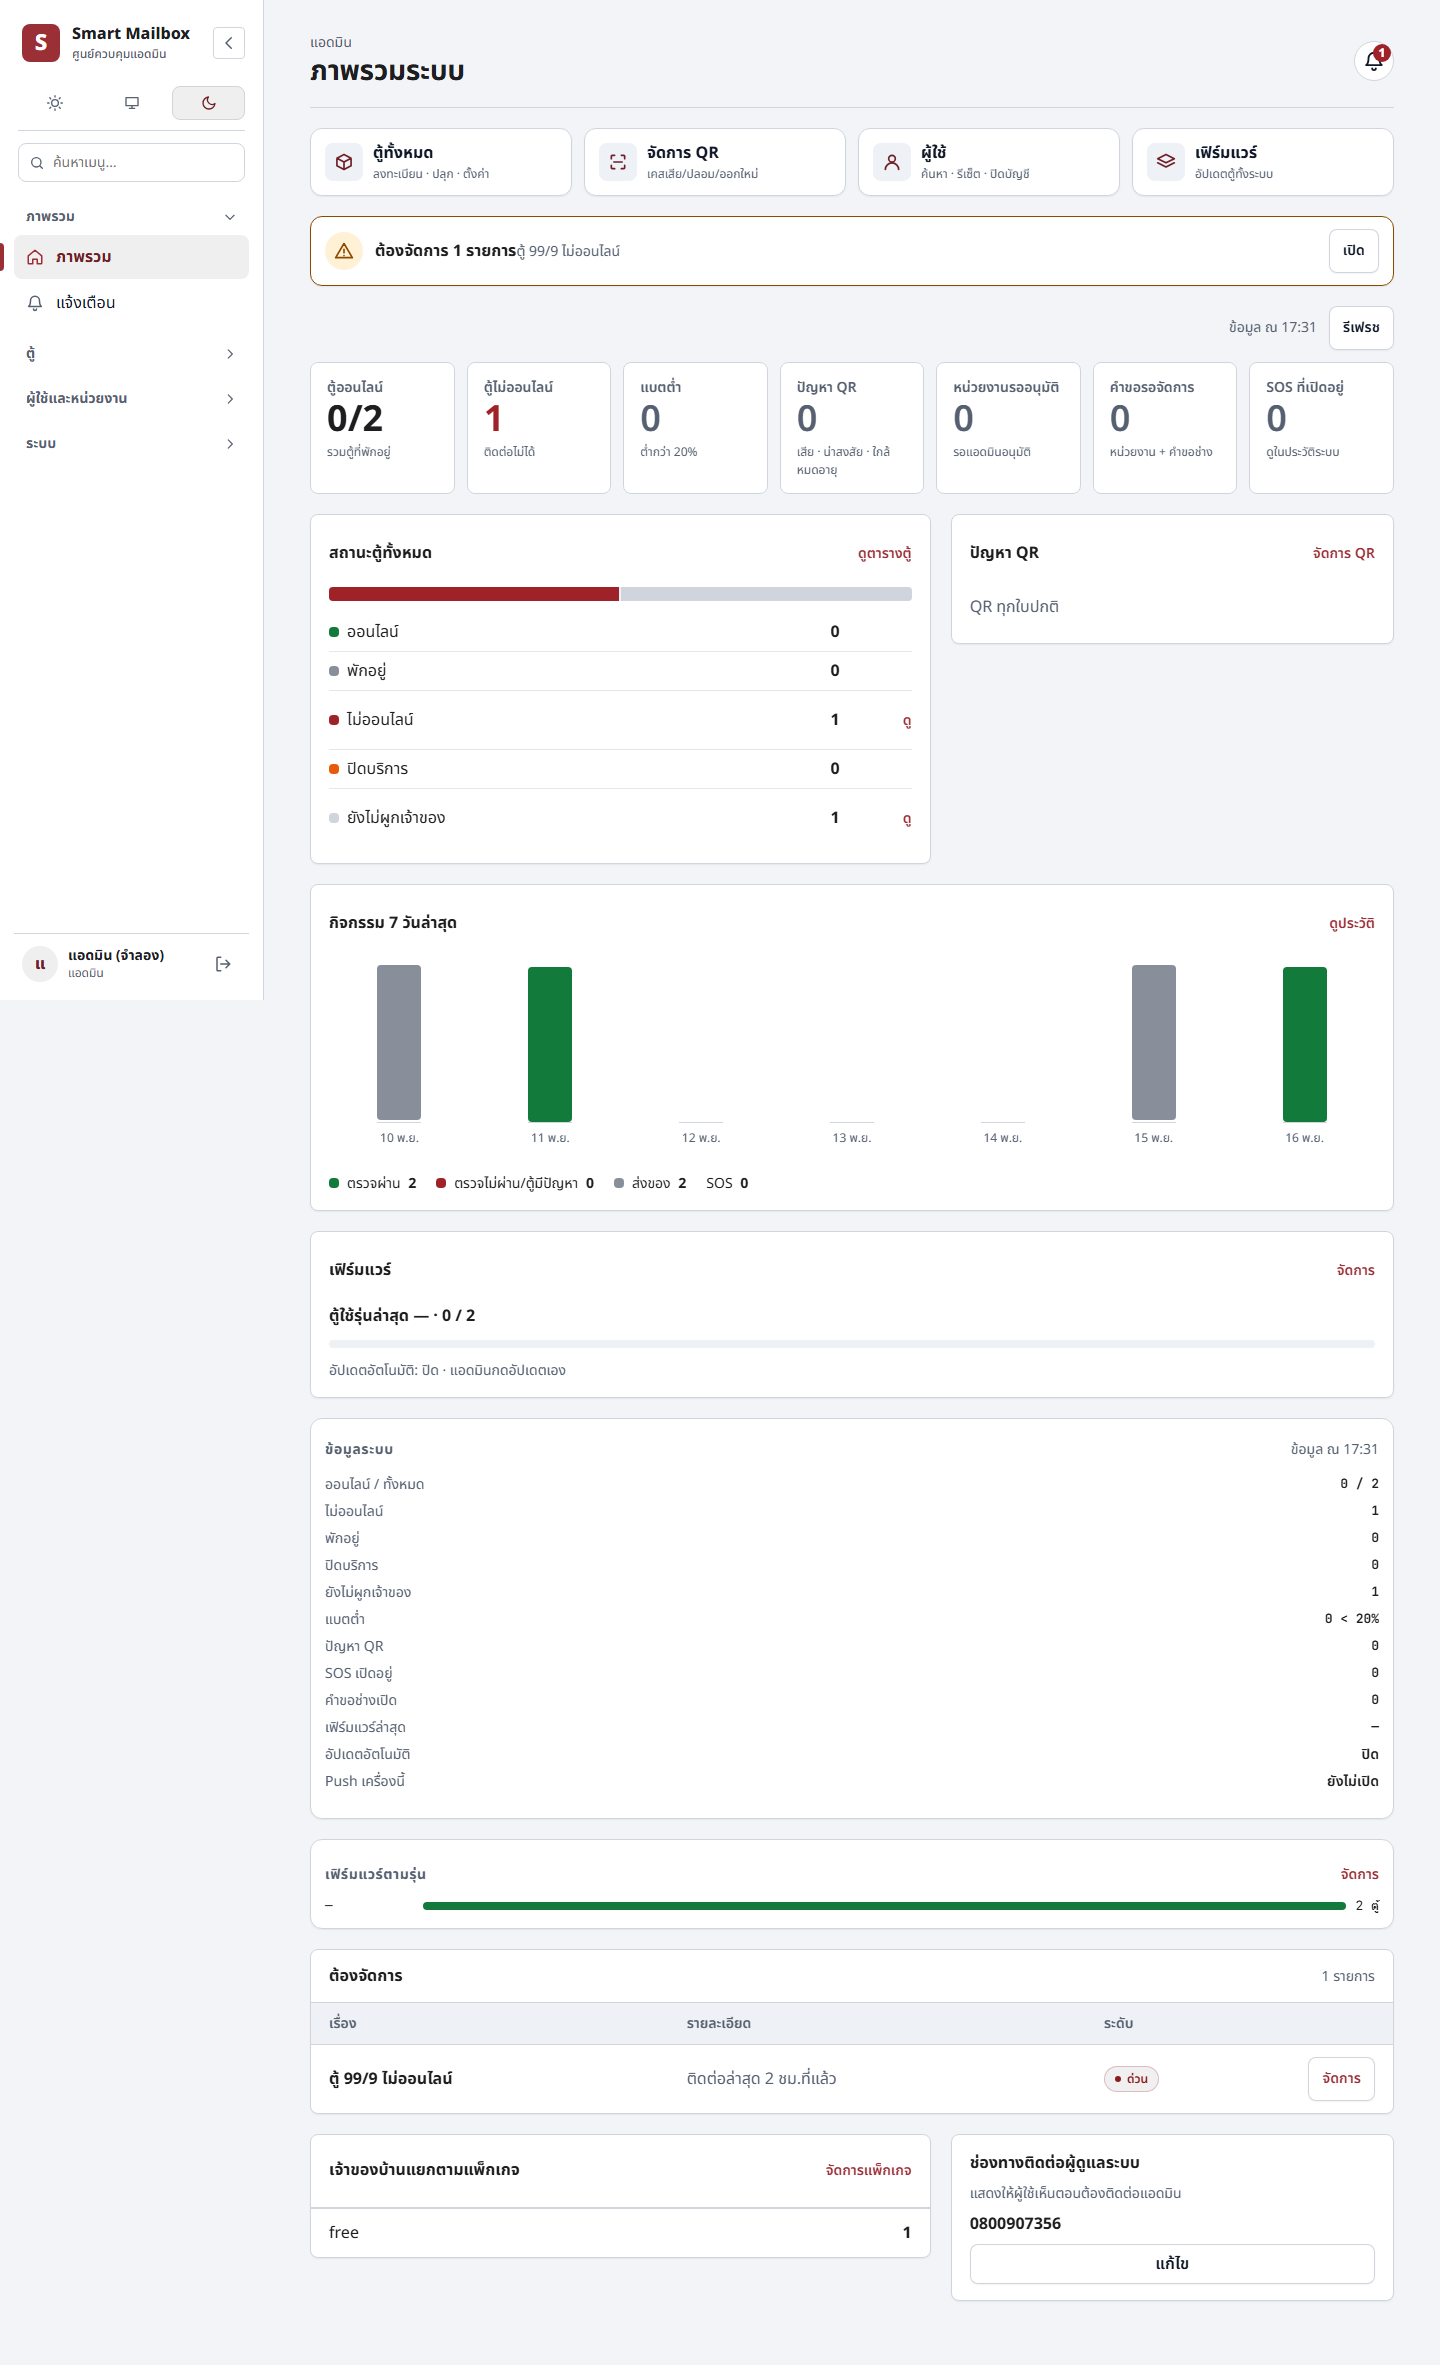 S
Smart Mailbox
ศูนย์ควบคุมแอดมิน
ค้นหาเมนู...
ภาพรวม
ภาพรวม
แจ้งเตือน
ตู้
ผู้ใช้และหน่วยงาน
ระบบ
แ
แอดมิน (จำลอง)
แอดมิน
แอดมิน
ภาพรวมระบบ
1
ตู้ทั้งหมด
ลงทะเบียน · ปลุก · ตั้งค่า
จัดการ QR
เคสเสีย/ปลอม/ออกใหม่
ผู้ใช้
ค้นหา · รีเซ็ต · ปิดบัญชี
เฟิร์มแวร์
อัปเดตตู้ทั้งระบบ
ต้องจัดการ 1 รายการตู้ 99/9 ไม่ออนไลน์
เปิด
ข้อมูล ณ 17:31
รีเฟรช
ตู้ออนไลน์
0/2
รวมตู้ที่พักอยู่
ตู้ไม่ออนไลน์
1
ติดต่อไม่ได้
แบตต่ำ
0
ต่ำกว่า 20%
ปัญหา QR
0
เสีย · น่าสงสัย · ใกล้
หมดอายุ
หน่วยงานรออนุมัติ
0
รอแอดมินอนุมัติ
คำขอรอจัดการ
0
หน่วยงาน + คำขอช่าง
SOS ที่เปิดอยู่
0
ดูในประวัติระบบ
สถานะตู้ทั้งหมด
ดูตารางตู้
ออนไลน์ 0
พักอยู่ 0
ไม่ออนไลน์ 1 ดู
ปิดบริการ 0
ยังไม่ผูกเจ้าของ 1 ดู
ปัญหา QR
จัดการ QR
QR ทุกใบปกติ
กิจกรรม 7 วันล่าสุด
ดูประวัติ
10 พ.ย. 11 พ.ย. 12 พ.ย. 13 พ.ย. 14 พ.ย. 15 พ.ย. 16 พ.ย.
ตรวจผ่าน 2 ตรวจไม่ผ่าน/ตู้มีปัญหา 0 ส่งของ 2 SOS 0
เฟิร์มแวร์
จัดการ
ตู้ใช้รุ่นล่าสุด — · 0 / 2
อัปเดตอัตโนมัติ: ปิด · แอดมินกดอัปเดตเอง
ข้อมูลระบบ
ข้อมูล ณ 17:31
ออนไลน์ / ทั้งหมด 0 / 2
ไม่ออนไลน์ 1
พักอยู่ 0
ปิดบริการ 0
ยังไม่ผูกเจ้าของ 1
แบตต่ำ 0 < 20%
ปัญหา QR 0
SOS เปิดอยู่ 0
คำขอช่างเปิด 0
เฟิร์มแวร์ล่าสุด —
อัปเดตอัตโนมัติ ปิด
Push เครื่องนี้ ยังไม่เปิด
เฟิร์มแวร์ตามรุ่น
จัดการ
— 2 ตู้
ต้องจัดการ
1 รายการ
เรื่อง รายละเอียด ระดับ
ตู้ 99/9 ไม่ออนไลน์ ติดต่อล่าสุด 2 ชม.ที่แล้ว ด่วน จัดการ
เจ้าของบ้านแยกตามแพ็กเกจ
จัดการแพ็กเกจ
free 1
ช่องทางติดต่อผู้ดูแลระบบ
แสดงให้ผู้ใช้เห็นตอนต้องติดต่อแอดมิน
0800907356
แก้ไข